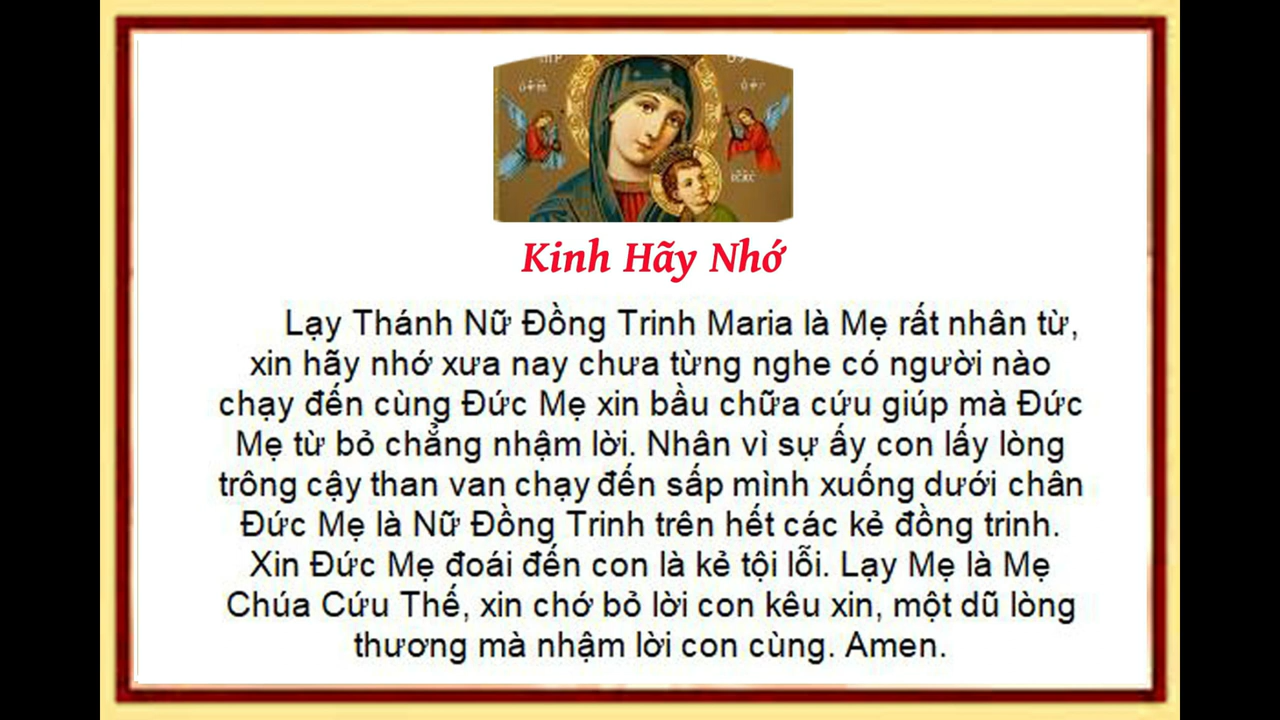 Kinh Hãy Nhớ
Lạy Thánh Nữ Đồng Trinh Maria là Mẹ rất nhân từ,
xin hãy nhớ xưa nay chưa từng nghe có người nào
chạy đến cùng Đức Mẹ xin bầu chữa cứu giúp mà Đức
Mẹ từ bỏ chẳng nhậm lời. Nhân vì sự ấy con lấy lòng
trông cậy than van chạy đến sấp mình xuống dưới chân
Đức Mẹ là Nữ Đồng Trinh trên hết các kẻ đồng trinh.
Xin Đức Mẹ đoái đến con là kẻ tội lỗi. Lạy Mẹ là Mẹ
Chúa Cứu Thế, xin chớ bỏ lời con kêu xin, một dũ lòng
thương mà nhậm lời con cùng. Amen.